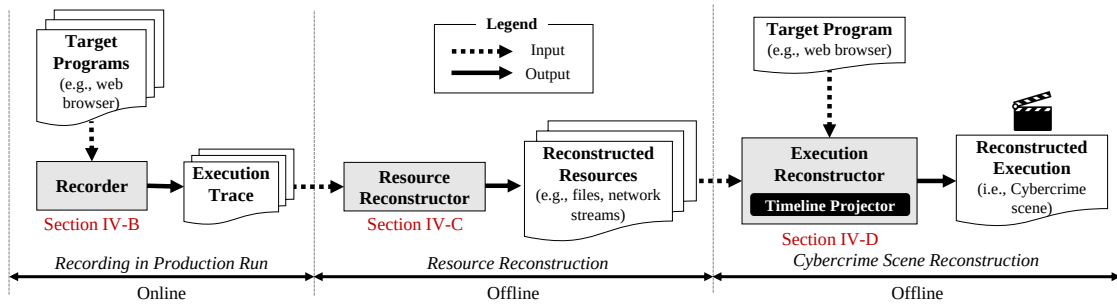 Target
Programs
(e.g., web
browser)
Recorder
Section IV-B
Execution
Trace
Recording in Production Run
Online
Legend
Input
Output
Resource
Reconstructor
Section IV-C
Reconstructed
Resources
(e.g., files, network
streams)
Resource Reconstruction
Offline
Target Program
(e.g., web browser)
Execution
Reconstructor
Timeline Projector
Section IV-D
Reconstructed
Execution
(i.e., Cybercrime
scene)
Cybercrime Scene Reconstruction
Offline